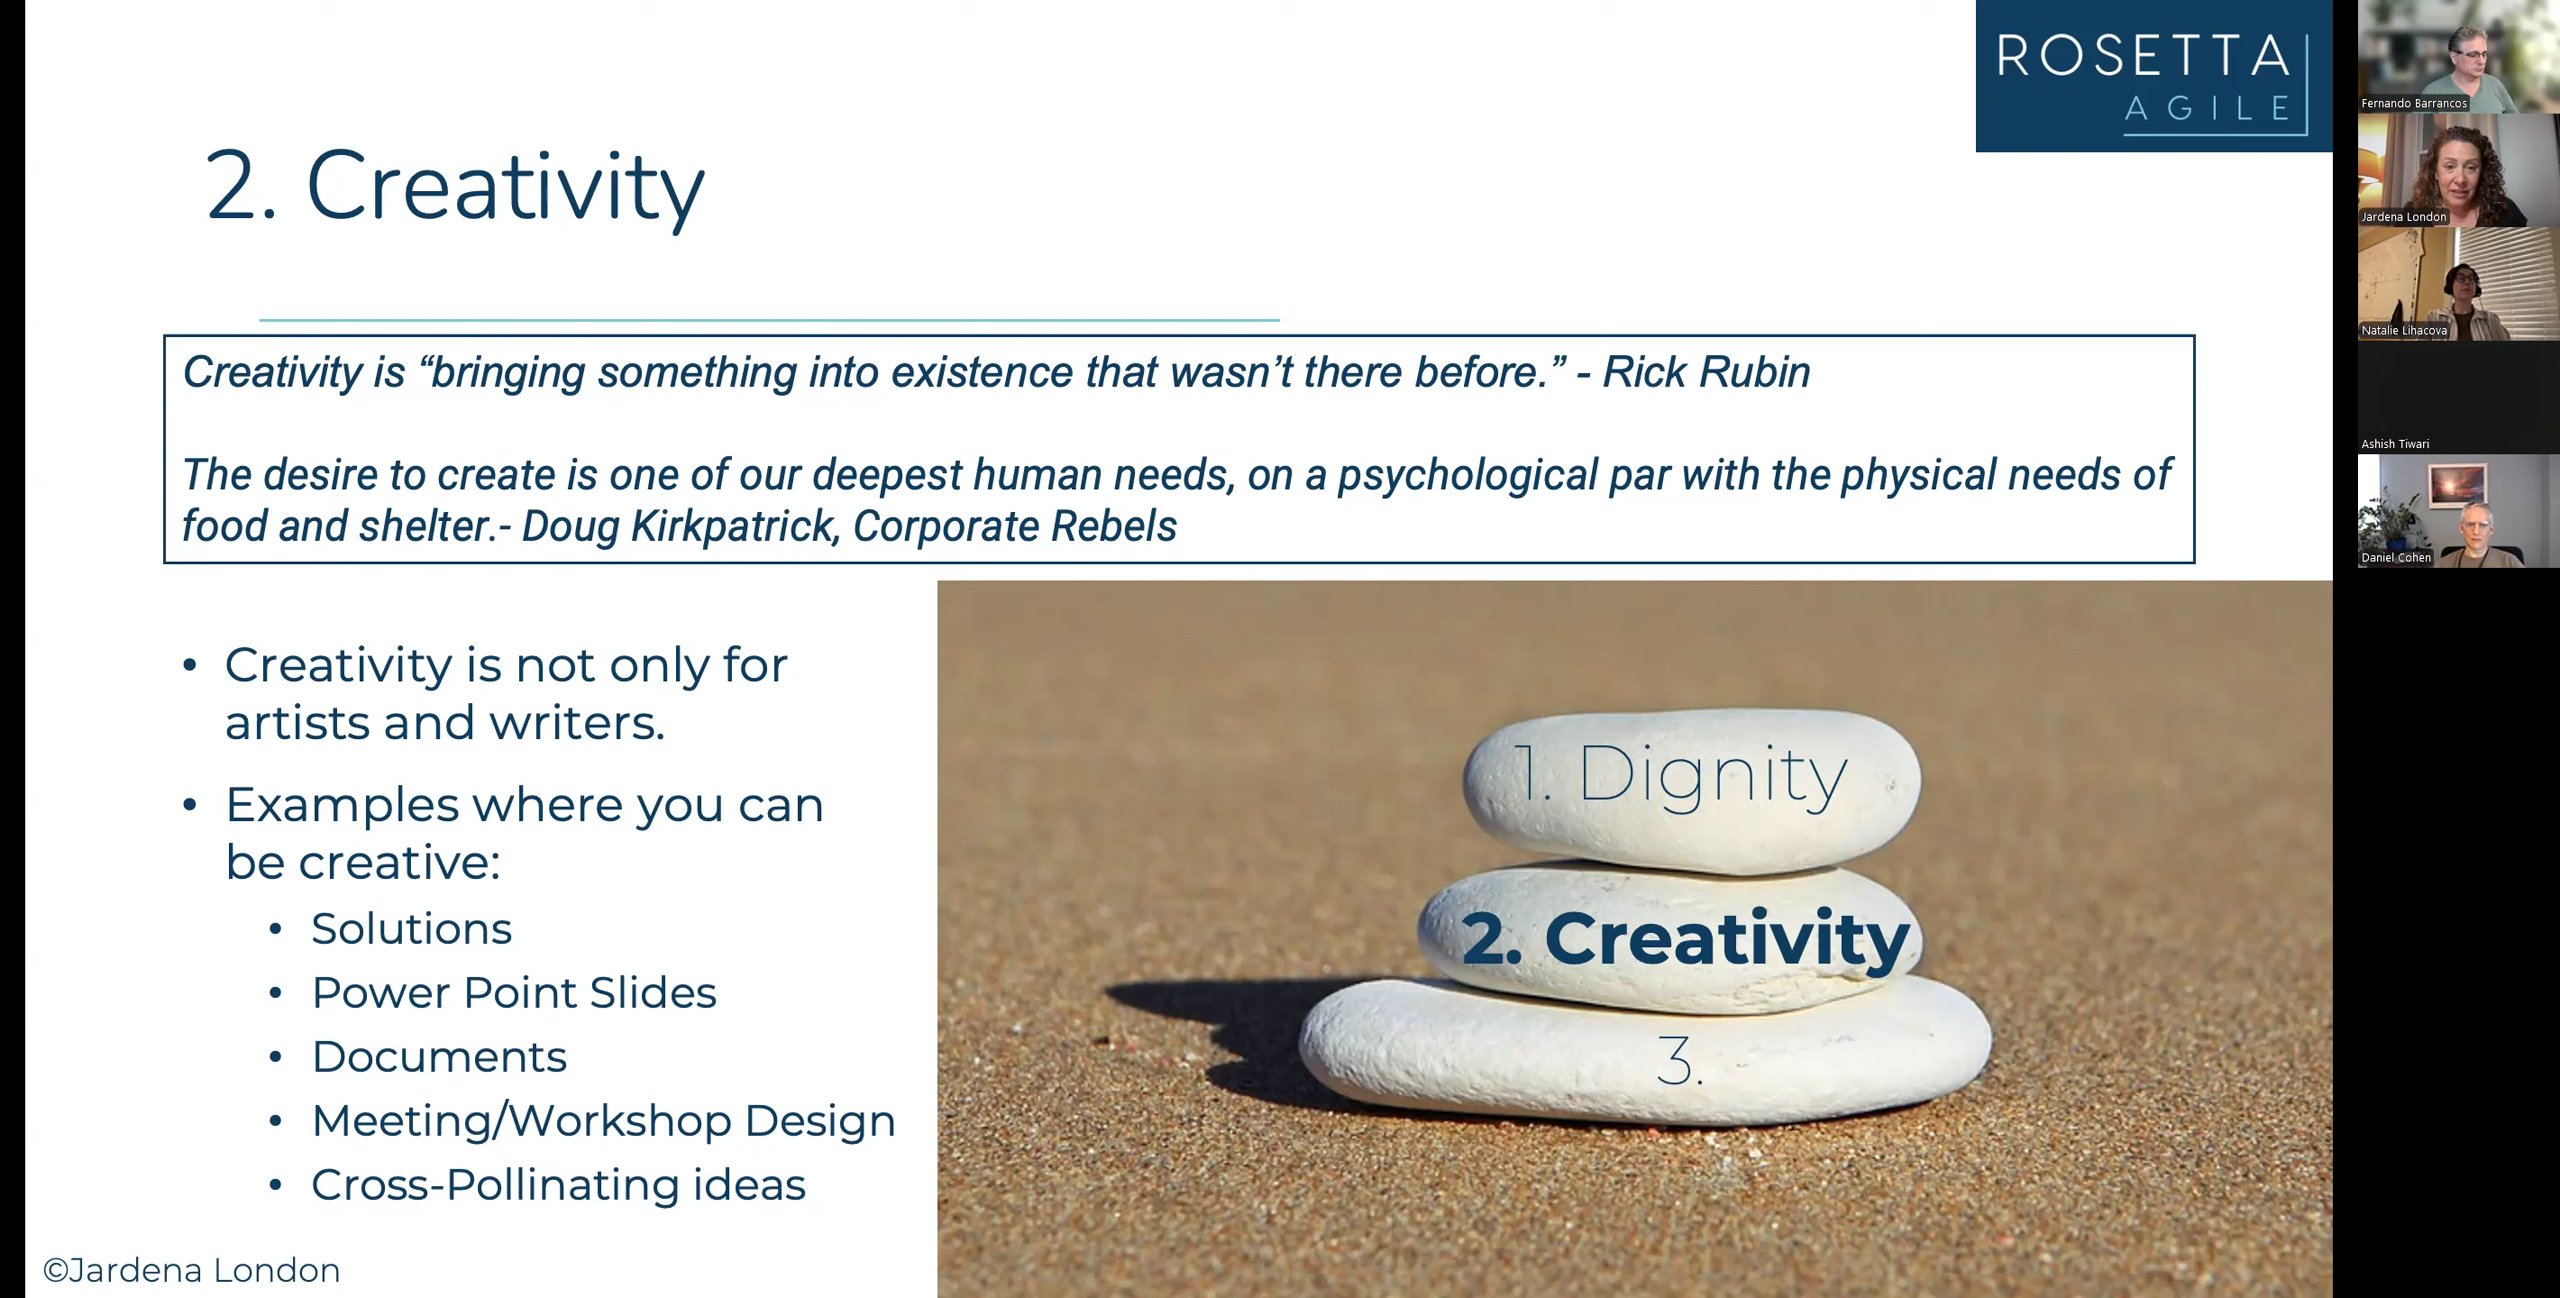 ROSETTA
AGILE
2. Creativity
Creativity is “bringing something into existence that wasn’t there before.” - Rick Rubin
The desire to create is one of our deepest human needs, on a psychological par with the physical needs of
food and shelter.- Doug Kirkpatrick, Corporate Rebels
• Creativity is not only for
artists and writers.
• Examples where you can
be creative:
• Solutions
• Power Point Slides
• Documents
• Meeting/Workshop Design
• Cross-Pollinating ideas
1. Dignity
2. Creativity
3.
©Jardena London
Fernando Barrancos
Jardena London
Natalie Lihacova
Ashish Tiwari
Daniel Cohen